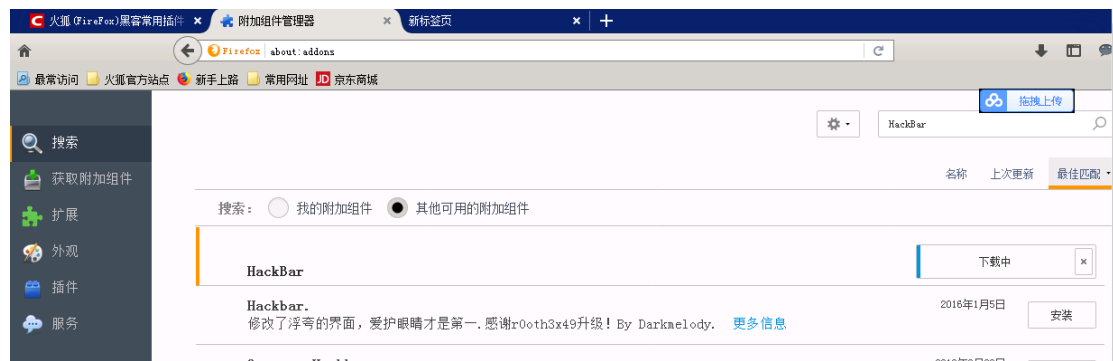 火狐(FireFox)黑客常用插件 × 附加组件管理器 × 新标签页 × +
Firefox about:addons
最常访问 火狐官方站点 新手上路 常用网址 JD 京东商城
拖拽上传
HackBar
搜索
获取附加组件
扩展
外观
插件
服务
名称 上次更新 最佳匹配
搜索: 我的附加组件 其他可用的附加组件
HackBar 下载中 ×
Hackbar. 2016年1月5日 安装
修改了浮夸的界面，爱护眼睛才是第一.感谢r0oth3x49升级! By Darkmelody. 更多信息